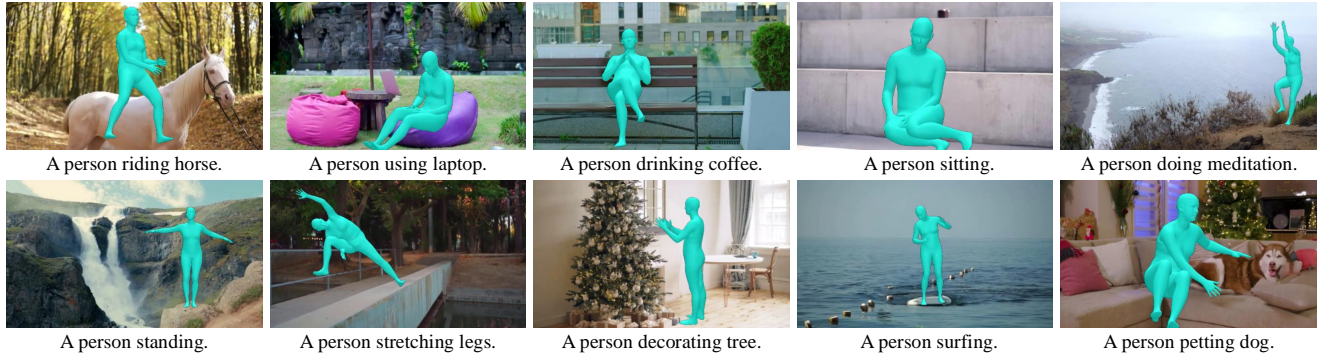 A person riding horse.
A person using laptop.
A person drinking coffee.
A person sitting.
A person doing meditation.
A person standing.
A person stretching legs.
A person decorating tree.
A person surfing.
A person petting dog.